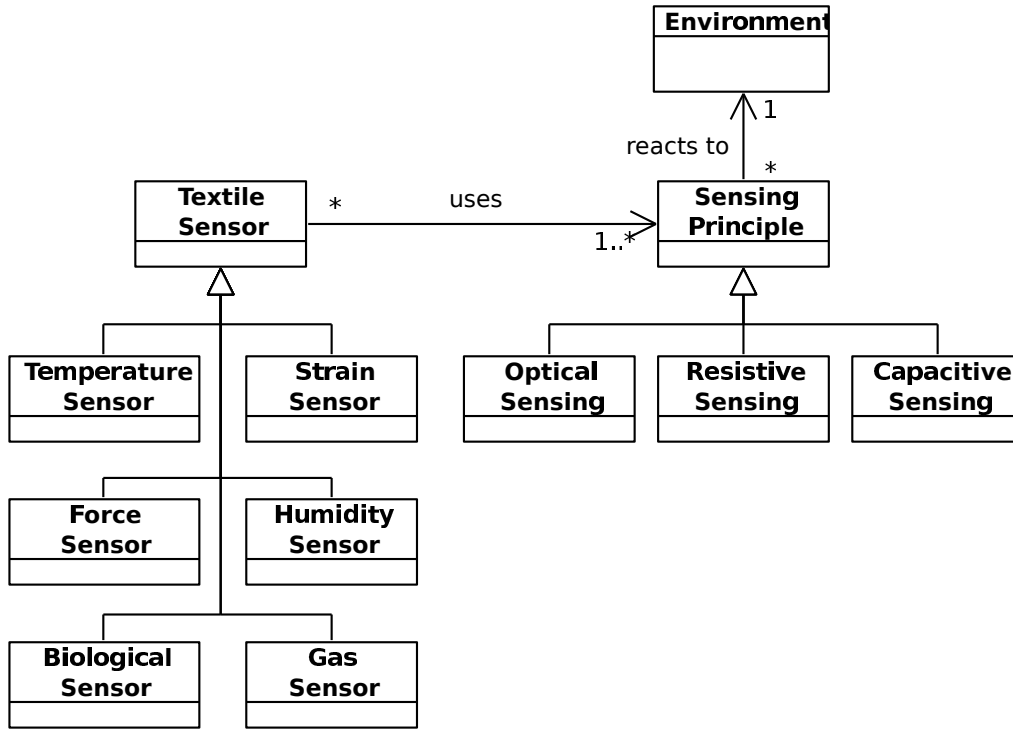 Environment
1
reacts to
*
Textile
Sensor
*
uses
1..*
Sensing
Principle
Temperature
Sensor
Strain
Sensor
Optical
Sensing
Resistive
Sensing
Capacitive
Sensing
Force
Sensor
Humidity
Sensor
Biological
Sensor
Gas
Sensor